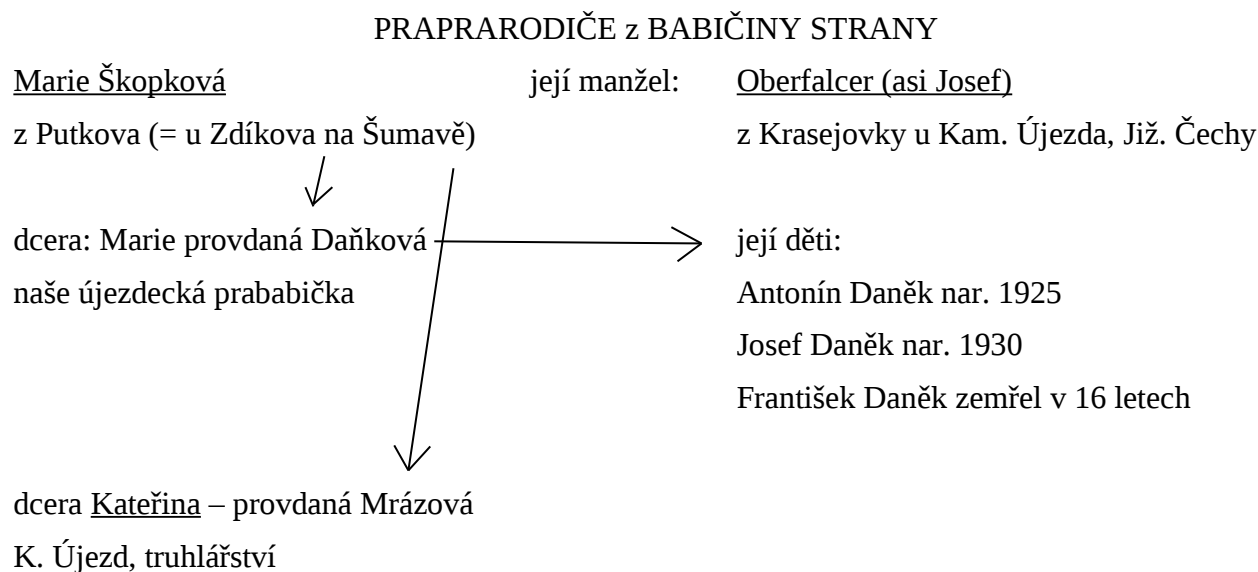 PRAPRARODIČE z BABIČINY STRANY
Marie Škopková její manžel: Oberfalcer (asi Josef)
z Putkova (= u Zdíkova na Šumavě) z Krasejovky u Kam. Újezda, Již. Čechy
dcera: Marie provdaná Daňková její děti:
naše újezdecká prababička Antonín Daněk nar. 1925
Josef Daněk nar. 1930
František Daněk zemřel v 16 letech
dcera Kateřina – provdaná Mrázová
K. Újezd, truhlářství